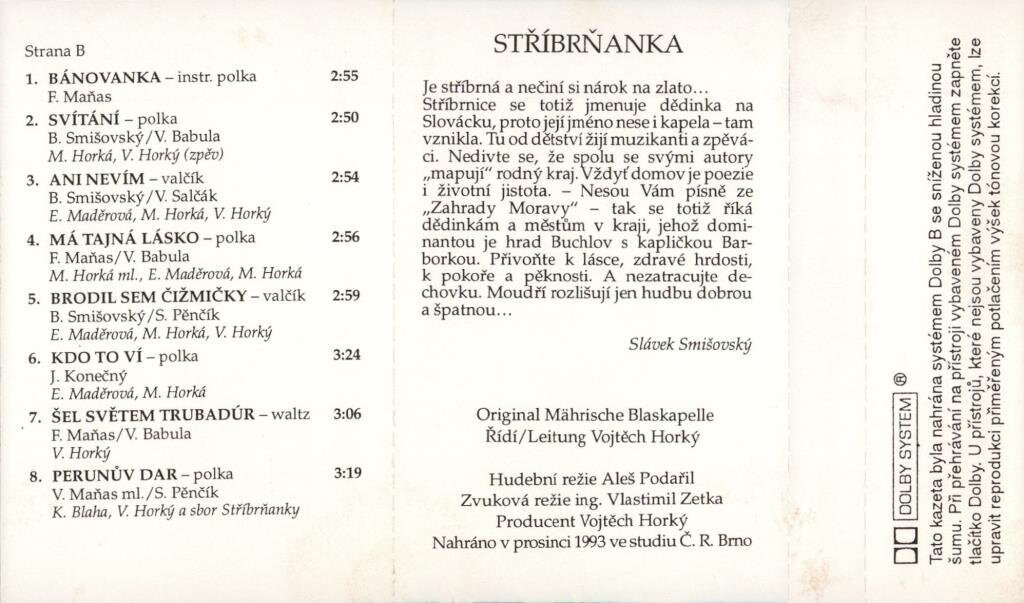 Strana B
1. BÁNOVANKA – instr. polka 2:55
F. Maňas
2. SVÍTÁNÍ – polka 2:50
B. Smišovský/V. Babula
M. Horká, V. Horký (zpěv)
3. ANI NEVÍM – valčík 2:54
B. Smišovský/V. Salčák
E. Maděrová, M. Horká, V. Horký
4. MÁ TAJNÁ LÁSKO – polka 2:56
F. Maňas/V. Babula
M. Horká ml., E. Maděrová, M. Horká
5. BRODIL SEM ČIŽMIČKY – valčík 2:59
B. Smišovský/S. Pěnčík
E. Maděrová, M. Horká, V. Horký
6. KDO TO VÍ – polka 3:24
J. Konečný
E. Maděrová, M. Horká
7. ŠEL SVĚTEM TRUBADÚR – waltz 3:06
F. Maňas/V. Babula
V. Horký
8. PERUNŮV DAR – polka 3:19
V. Maňas ml./S. Pěnčík
K. Blaha, V. Horký a sbor Stříbrňanky
STŘÍBRŇANKA
Je stříbrná a nečiní si nárok na zlato...
Stříbrnice se totiž jmenuje dědinka na
Slovácku, proto její jméno nese i kapela – tam
vznikla. Tu od dětství žijí muzikanti a zpěvá-
ci. Nedivte se, že spolu se svými autory
„mapují" rodný kraj. Vždyť domov je poezie
i životní jistota. – Nesou Vám písně ze
„Zahrady Moravy" – tak se totiž říká
dědinkám a městům v kraji, jehož domi-
nantou je hrad Buchlov s kapličkou Bar-
borkou. Přivoňte k lásce, zdravé hrdosti,
k pokoře a pěknosti. A nezatracujte de-
chovku. Moudří rozlišují jen hudbu dobrou
a špatnou...
Slávek Smišovský
Original Mährische Blaskapelle
Řídí/Leitung Vojtěch Horký
Hudební režie Aleš Podařil
Zvuková režie ing. Vlastimil Zetka
Producent Vojtěch Horký
Nahráno v prosinci 1993 ve studiu Č. R. Brno
DOLBY SYSTEM ®
Tato kazeta byla nahrána systémem Dolby B se sníženou hladinou
šumu. Při přehrávání na přístroji vybaveném Dolby systémem zapněte
tlačítko Dolby. U přístrojů, které nejsou vybaveny Dolby systémem, lze
upravit reprodukci přiměřeným potlačením výšek tónovou korekcí.